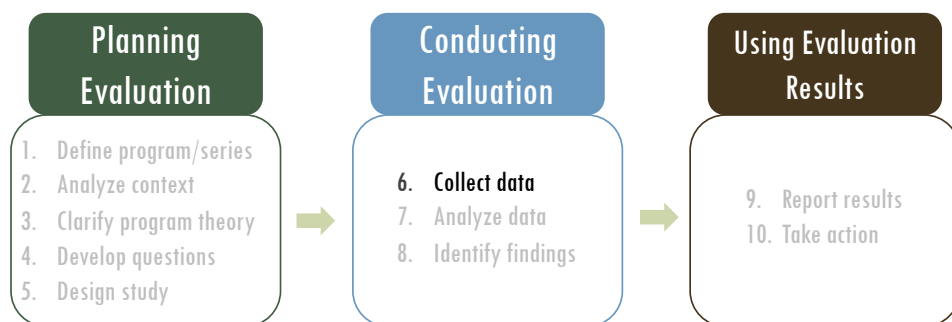 Planning
Evaluation
1. Define program/series
2. Analyze context
3. Clarify program theory
4. Develop questions
5. Design study
Conducting
Evaluation
6. Collect data
7. Analyze data
8. Identify findings
Using Evaluation
Results
9. Report results
10. Take action